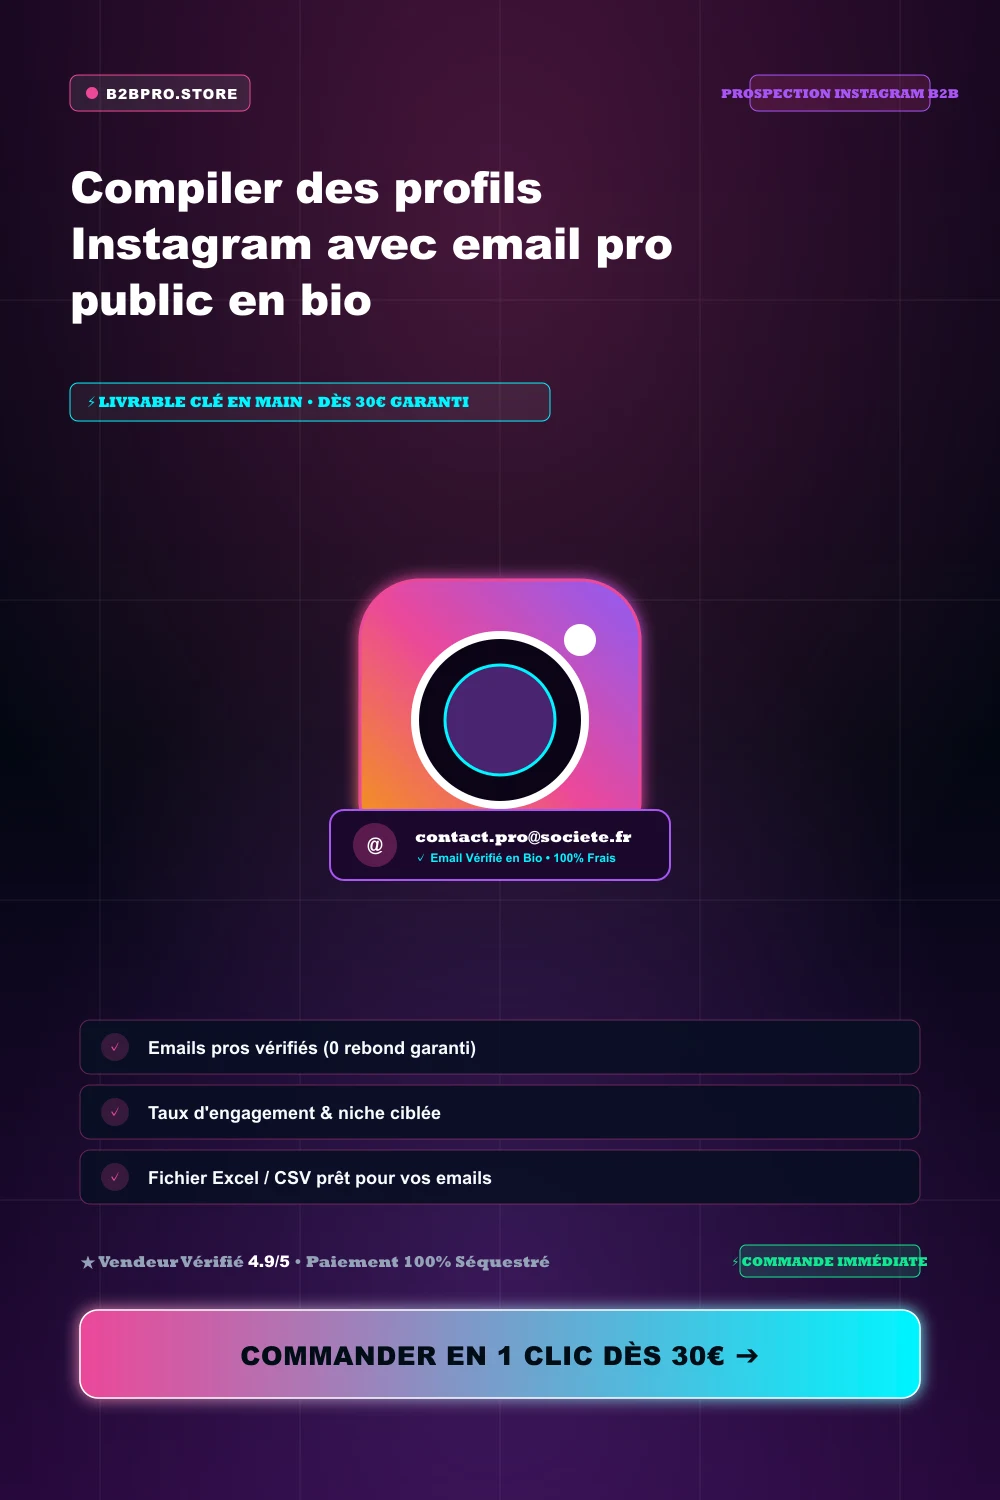 B2BPRO.STORE
PROSPECTION INSTAGRAM B2B
Compiler des profils
Instagram avec email pro
public en bio
⚡ LIVRABLE CLÉ EN MAIN • DÈS 30€ GARANTI
@
contact.pro@societe.fr
✓ Email Vérifié en Bio • 100% Frais
✓ Emails pros vérifiés (0 rebond garanti)
✓ Taux d'engagement & niche ciblée
✓ Fichier Excel / CSV prêt pour vos emails
★ Vendeur Vérifié 4.9/5 • Paiement 100% Séquestré
⚡ COMMANDE IMMÉDIATE
COMMANDER EN 1 CLIC DÈS 30€ ➔